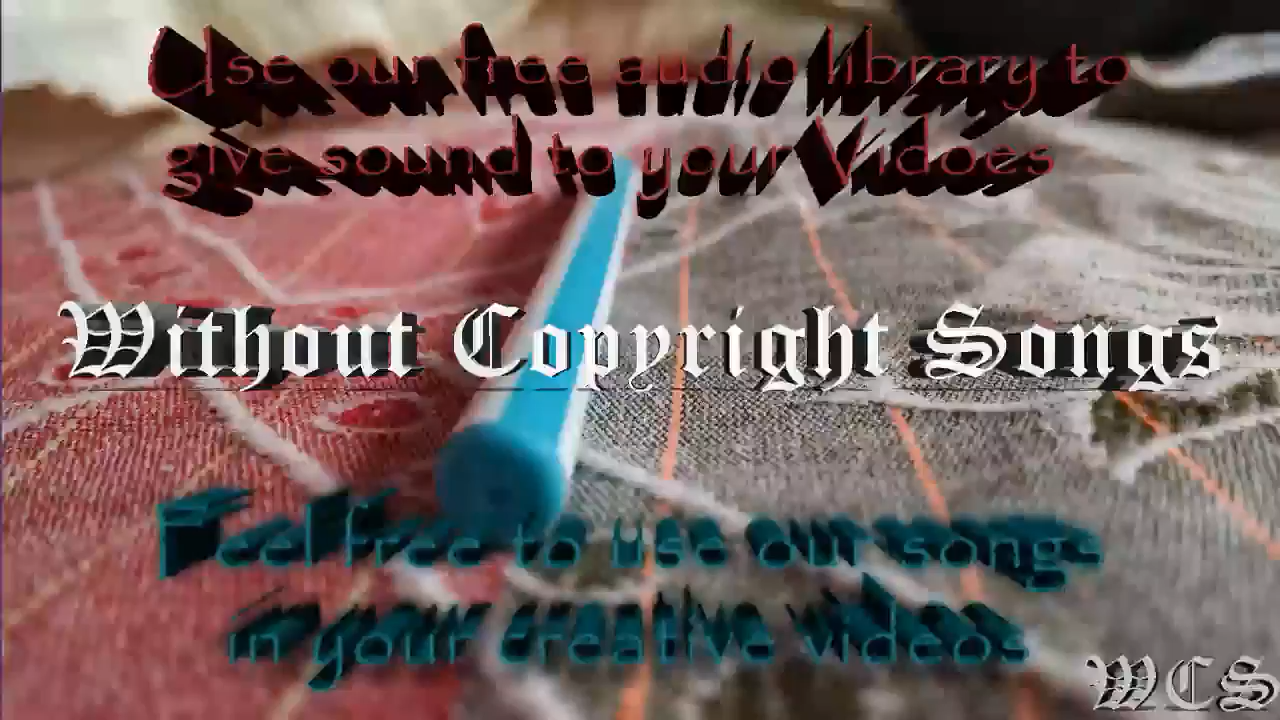 Use our free audio library to
give sound to your Vidoes
Without Copyright Songs
Feel free to use our songs
in your creative videos
WCS